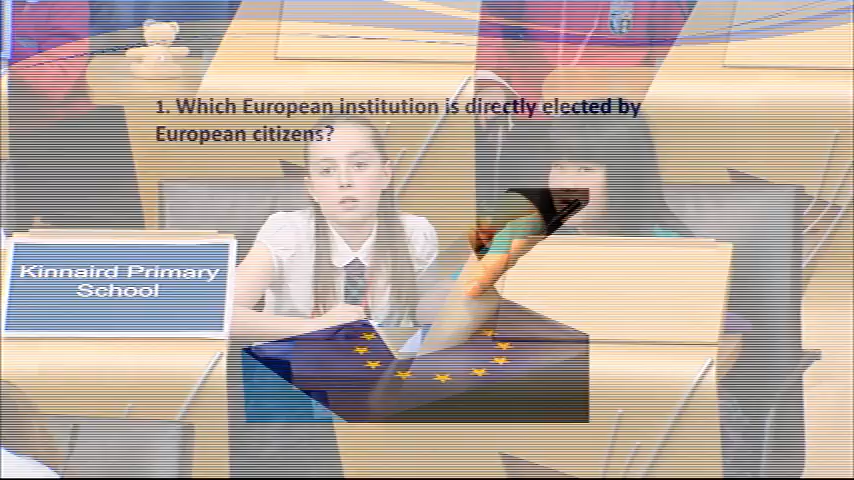 1. Which European institution is directly elected by
European citizens?
Kinnaird Primary
School